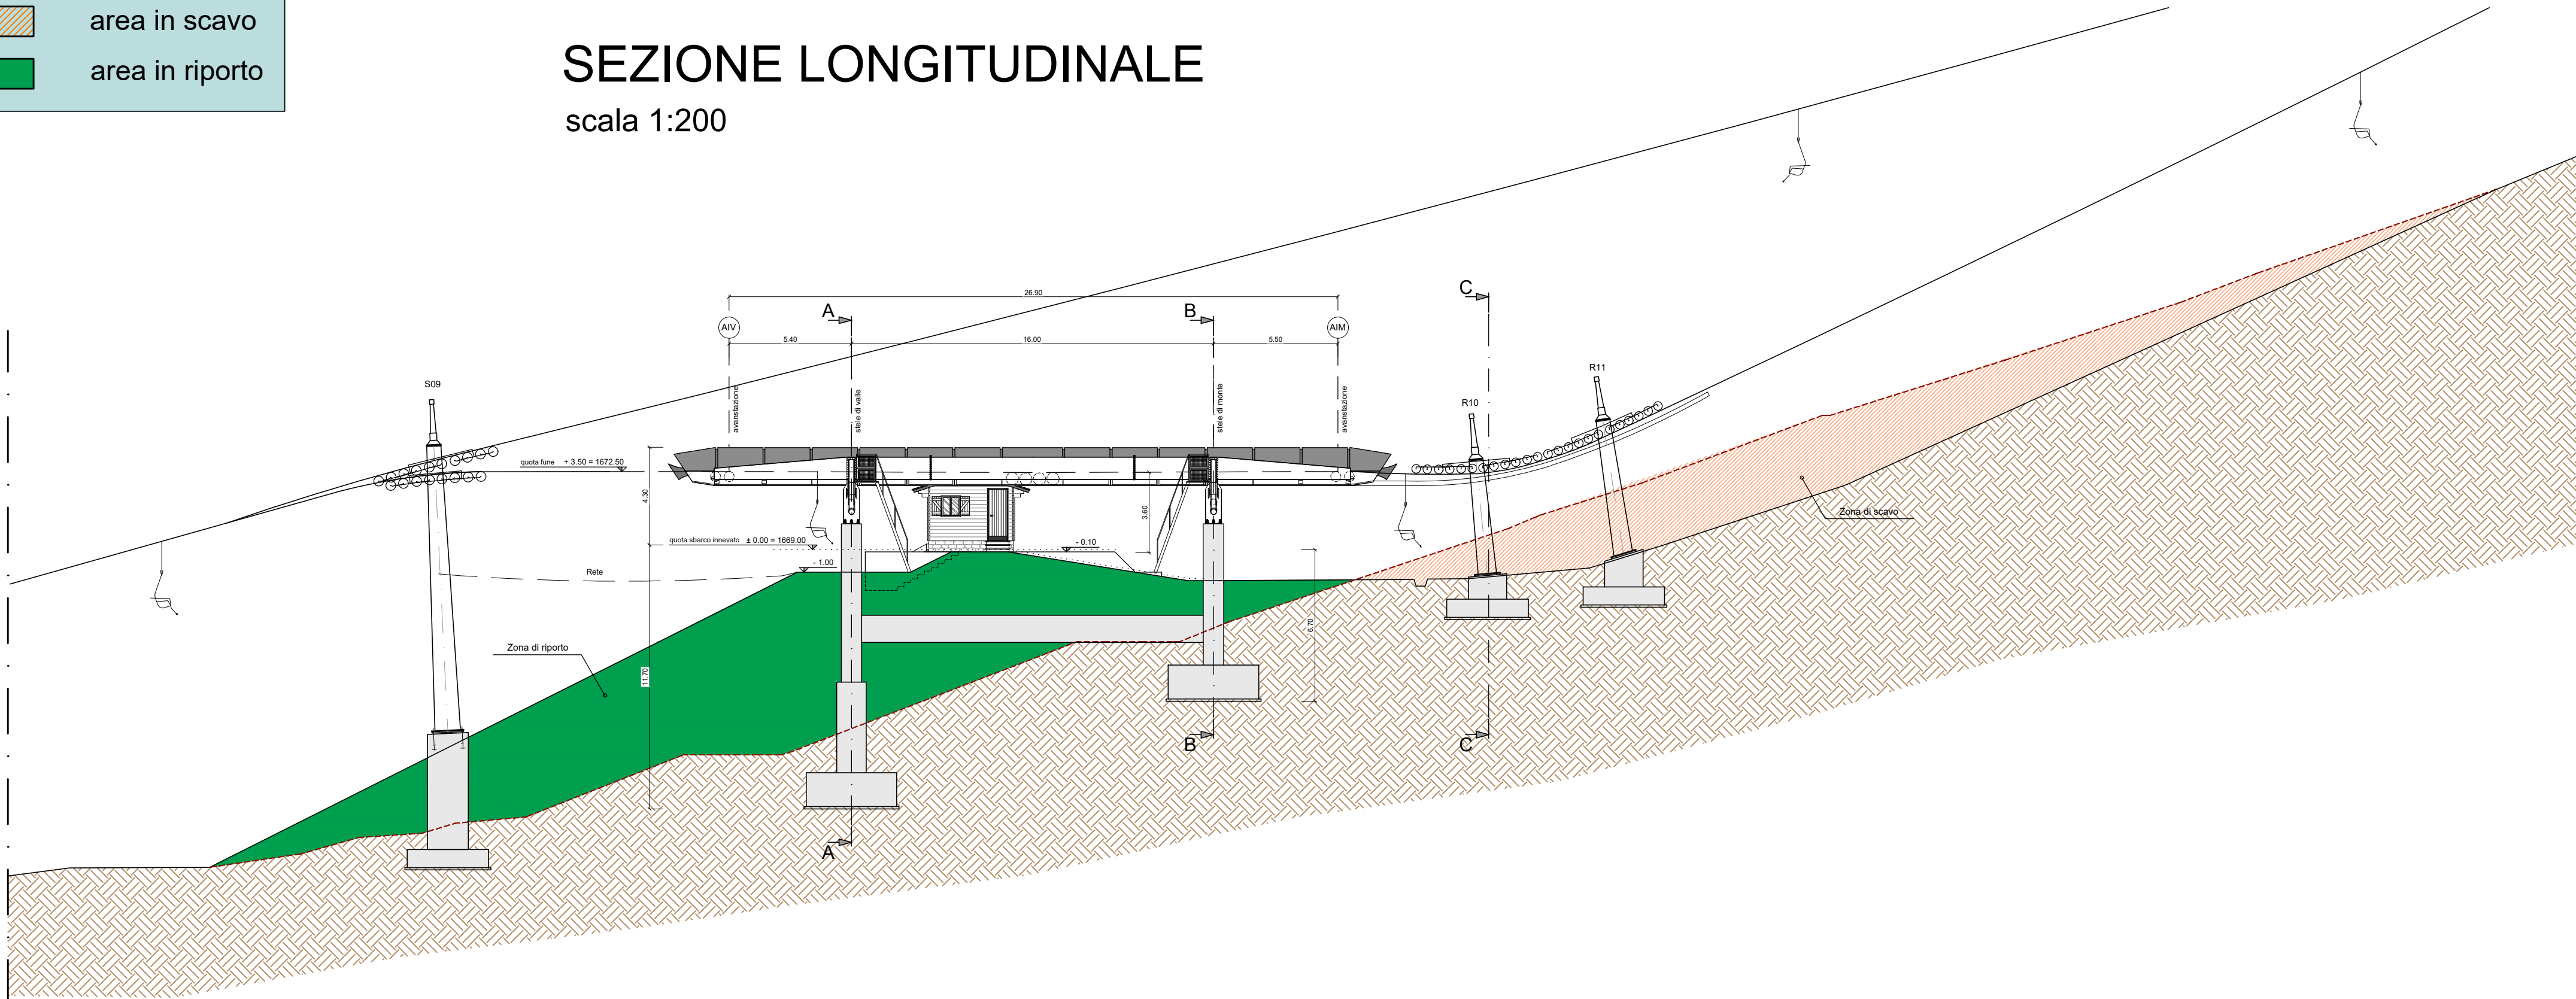 area in scavo
area in riporto
SEZIONE LONGITUDINALE
scala 1:200
26.90
A
B
C
AIV
AIM
5.40
16.00
5.50
S09
R10
R11
avanstazione
stele di valle
stele di monte
avanstazione
quota fune + 3.50 = 1672.50
4.30
3.60
quota sbarco innevato ± 0.00 = 1669.00
- 0.10
- 1.00
Rete
Zona di scavo
Zona di riporto
6.70
11.70
B
C
A